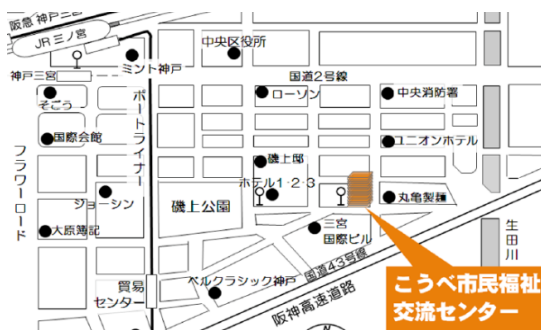 阪急 神戸三宮
JR 三ノ宮
中央区役所
ミント神戸
神戸三宮
国道2号線
そごう
ローソン
中央消防署
ポートライナー
国際会館
ユニオンホテル
フラワーロード
磯上邸
ホテル1・2・3
ジョーシン
磯上公園
丸亀製麺
大原簿記
三宮
国際ビル
生田川
国道43号線
こうべ市民福祉
交流センター
貿易
センター
ベルクラシック神戸
阪神高速道路